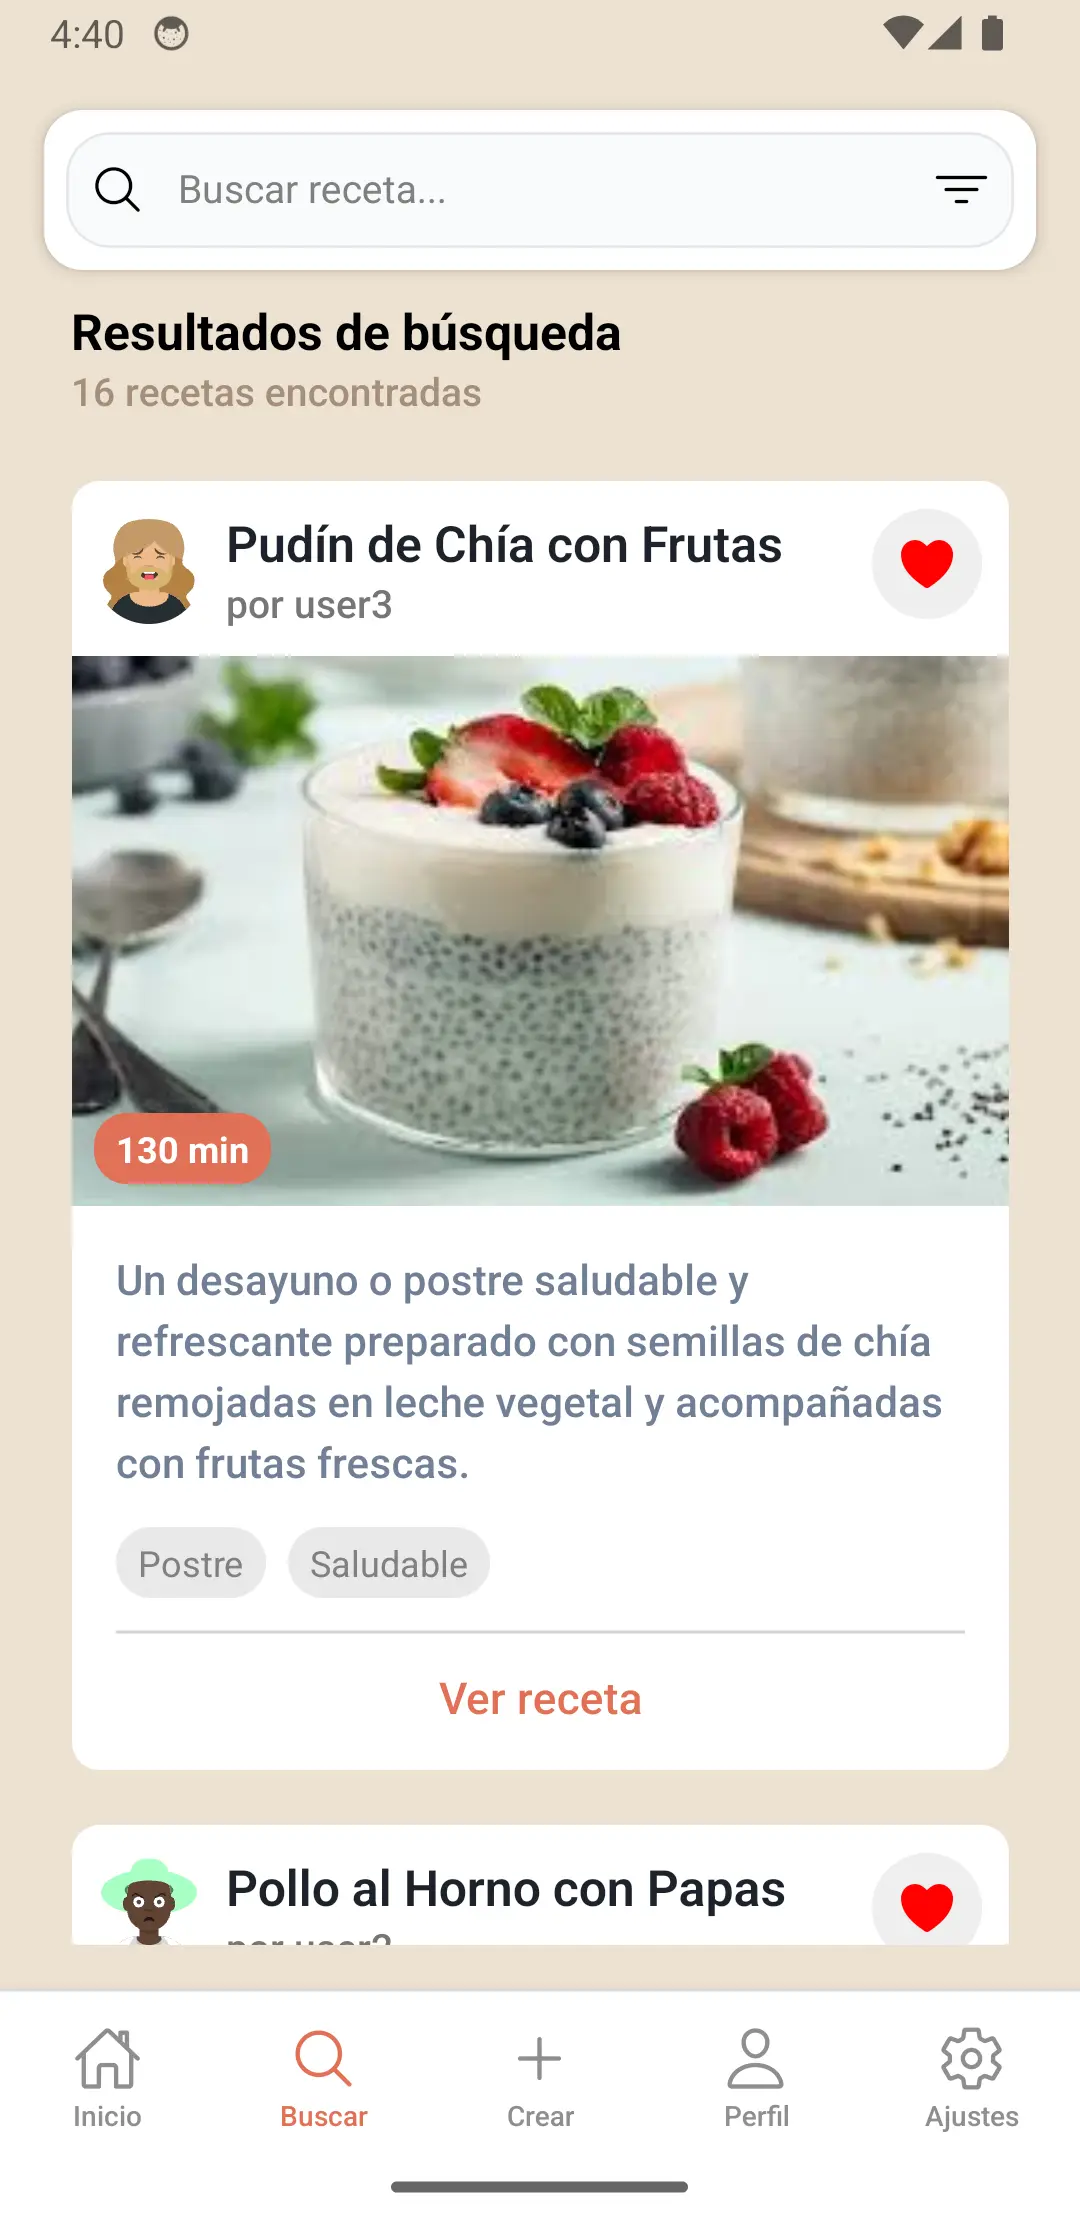 4:40
Buscar receta...
Resultados de búsqueda
16 recetas encontradas
Pudín de Chía con Frutas
por user3
130 min
Un desayuno o postre saludable y
refrescante preparado con semillas de chía
remojadas en leche vegetal y acompañadas
con frutas frescas.
Postre Saludable
Ver receta
Pollo al Horno con Papas
por
Inicio Buscar Crear Perfil Ajustes